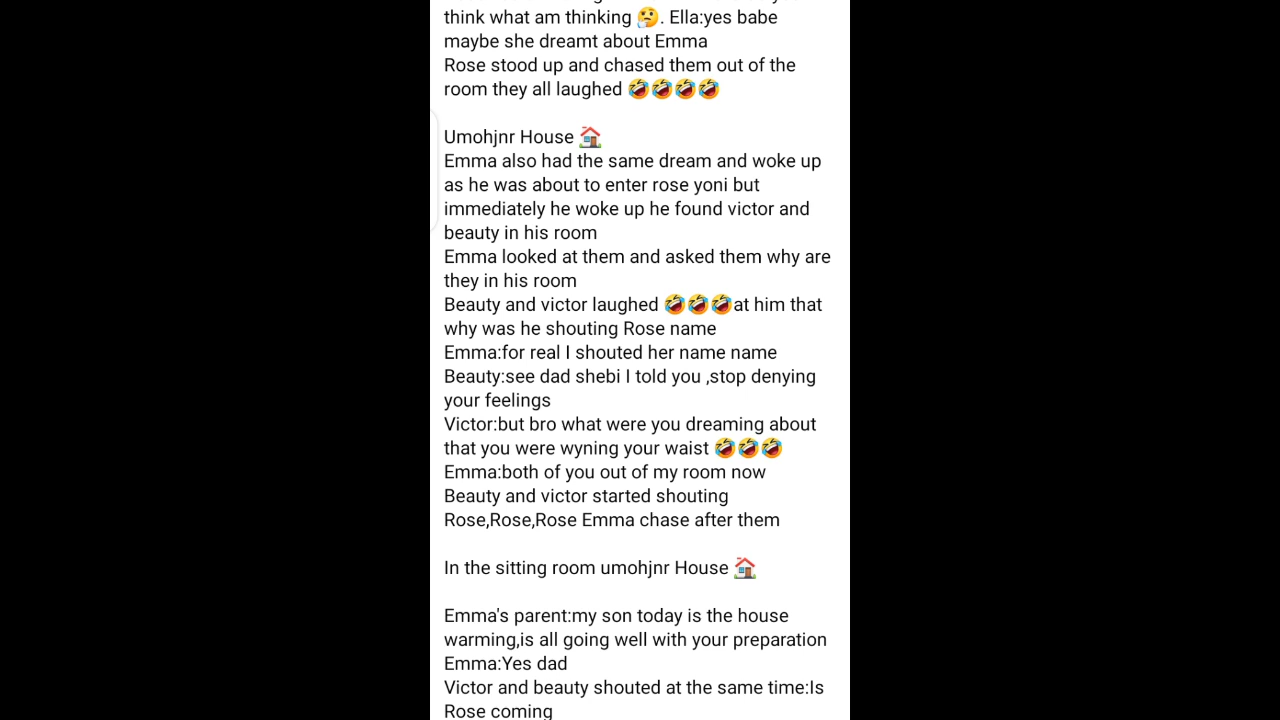 think what am thinking 🤔. Ella:yes babe
maybe she dreamt about Emma
Rose stood up and chased them out of the
room they all laughed 🤣🤣🤣🤣
Umohjnr House 🏠
Emma also had the same dream and woke up
as he was about to enter rose yoni but
immediately he woke up he found victor and
beauty in his room
Emma looked at them and asked them why are
they in his room
Beauty and victor laughed 🤣🤣🤣at him that
why was he shouting Rose name
Emma:for real I shouted her name name
Beauty:see dad shebi I told you ,stop denying
your feelings
Victor:but bro what were you dreaming about
that you were wyning your waist 🤣🤣🤣
Emma:both of you out of my room now
Beauty and victor started shouting
Rose,Rose,Rose Emma chase after them
In the sitting room umohjnr House 🏠
Emma's parent:my son today is the house
warming,is all going well with your preparation
Emma:Yes dad
Victor and beauty shouted at the same time:Is
Rose coming